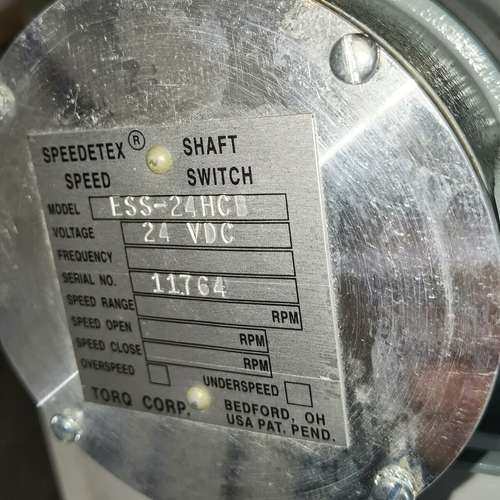 SPEEDETEX® SHAFT
SPEED SWITCH
MODEL ESS-24HCB
VOLTAGE 24 VDC
FREQUENCY
SERIAL NO. 11764
SPEED RANGE RPM
SPEED OPEN RPM
SPEED CLOSE RPM
OVERSPEED UNDERSPEED
TORQ CORP. BEDFORD, OH
USA PAT. PEND.